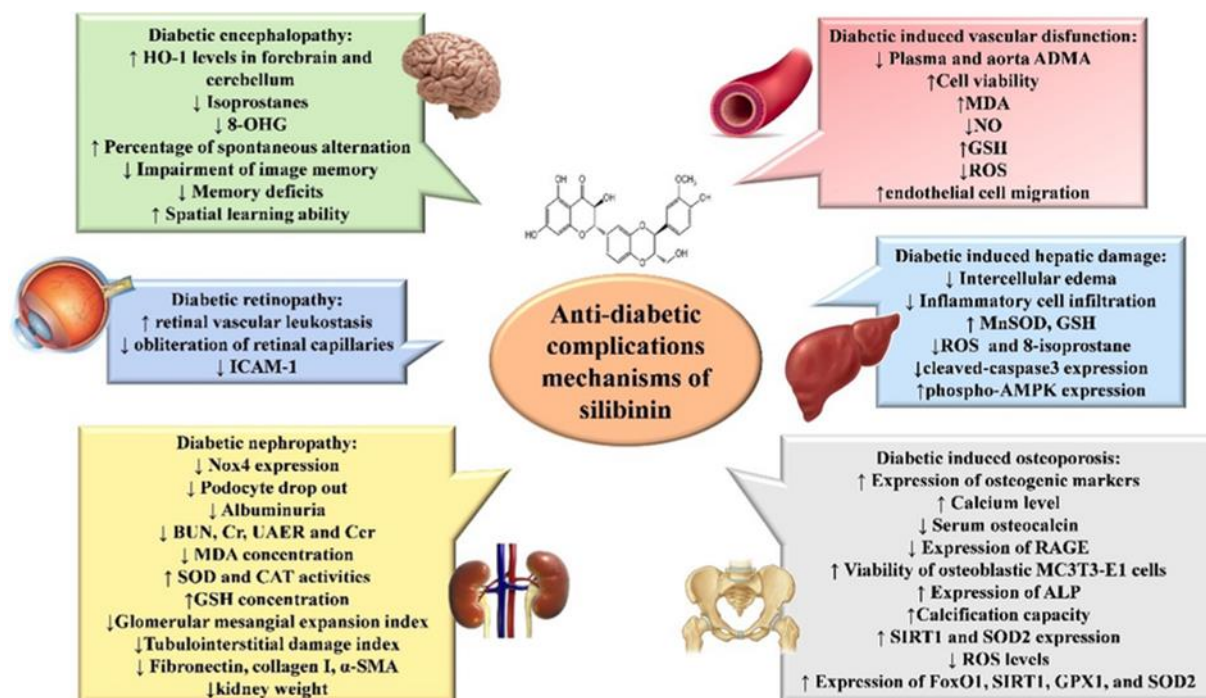 Diabetic encephalopathy:
↑ HO-1 levels in forebrain and
cerebellum
↓ Isoprostanes
↓ 8-OHG
↑ Percentage of spontaneous alternation
↓ Impairment of image memory
↓ Memory deficits
↑ Spatial learning ability
Diabetic induced vascular disfunction:
↓ Plasma and aorta ADMA
↑Cell viability
↑MDA
↓NO
↑GSH
↓ROS
↑endothelial cell migration
OH
O
OH
HO
O
O
O
OCH₃
CH
OH
Diabetic retinopathy:
↑ retinal vascular leukostasis
↓ obliteration of retinal capillaries
↓ ICAM-1
Anti-diabetic
complications
mechanisms of
silibinin
Diabetic induced hepatic damage:
↓ Intercellular edema
↓ Inflammatory cell infiltration
↑ MnSOD, GSH
↓ROS and 8-isoprostane
↓cleaved-caspase3 expression
↑phospho-AMPK expression
Diabetic nephropathy:
↓ Nox4 expression
↓ Podocyte drop out
↓ Albuminuria
↓ BUN, Cr, UAER and Ccr
↓ MDA concentration
↑ SOD and CAT activities
↑GSH concentration
↓Glomerular mesangial expansion index
↓Tubulointerstitial damage index
↓ Fibronectin, collagen I, α-SMA
↓kidney weight
Diabetic induced osteoporosis:
↑ Expression of osteogenic markers
↑ Calcium level
↓ Serum osteocalcin
↓ Expression of RAGE
↑ Viability of osteoblastic MC3T3-E1 cells
↑ Expression of ALP
↑Calcification capacity
↑ SIRT1 and SOD2 expression
↓ ROS levels
↑ Expression of FoxO1, SIRT1, GPX1, and SOD2